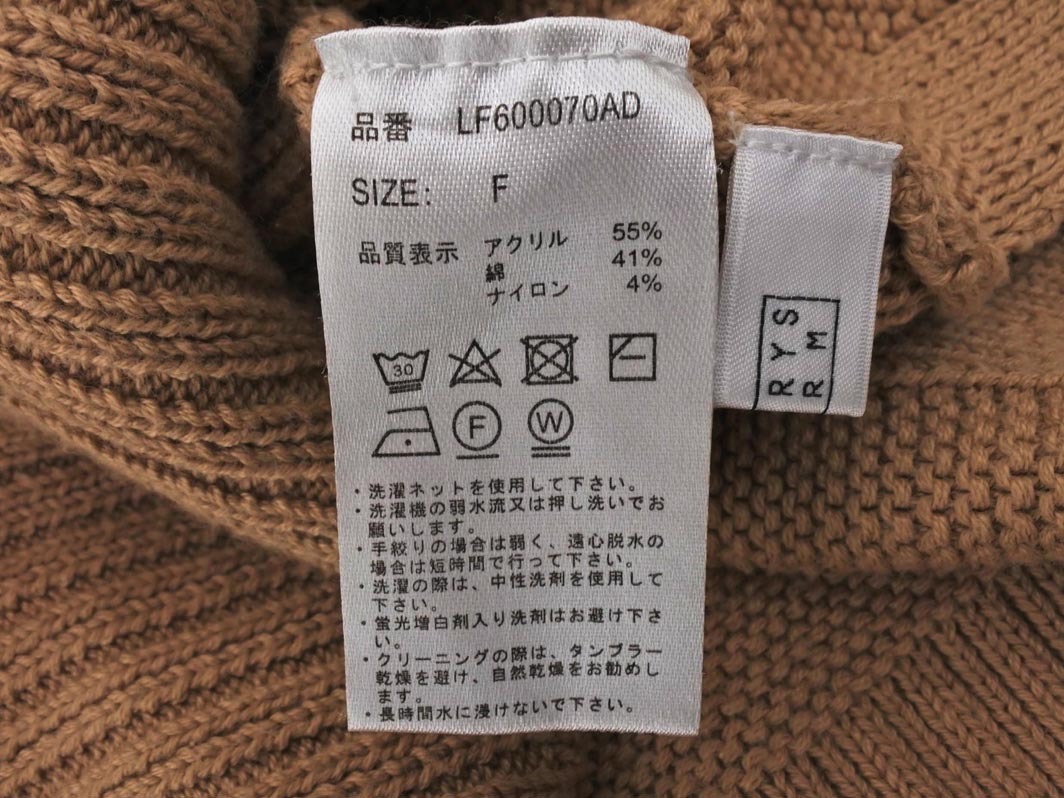 品番 LF600070AD
SIZE: F
品質表示 アクリル 55%
綿 41%
ナイロン 4%
30
F W
・洗濯ネットを使用して下さい。
・洗濯機の弱水流又は押し洗いでお
願いします。
・手絞りの場合は弱く、遠心脱水の
場合は短時間で行って下さい。
・洗濯の際は、中性洗剤を使用して
下さい。
・蛍光増白剤入り洗剤はお避け下さ
い。
・クリーニングの際は、タンブラー
乾燥を避け、自然乾燥をお勧めし
ます。
・長時間水に浸けないで下さい。
RYS
RM